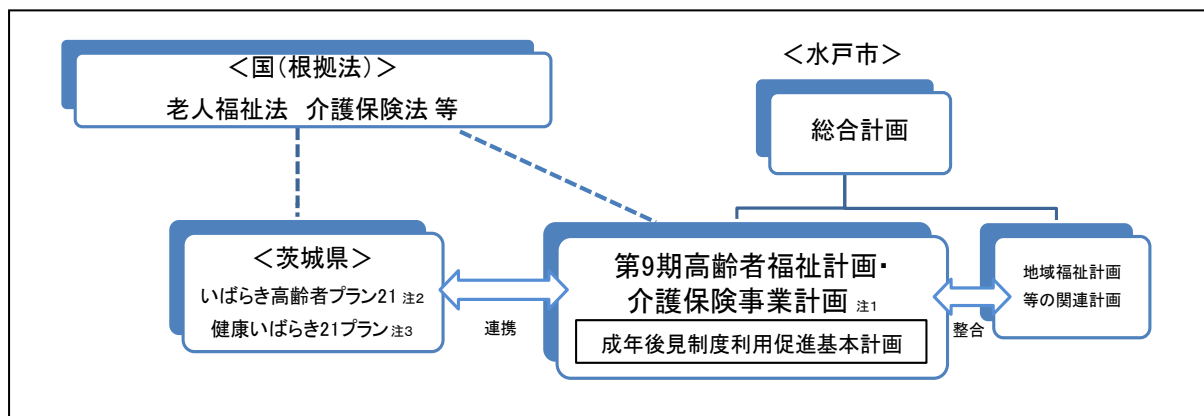 ＜国(根拠法)＞
老人福祉法　介護保険法 等
＜水戸市＞
総合計画
＜茨城県＞
いばらき高齢者プラン21 注2
健康いばらき21プラン 注3
連携
第9期高齢者福祉計画・
介護保険事業計画 注1
成年後見制度利用促進基本計画
整合
地域福祉計画
等の関連計画